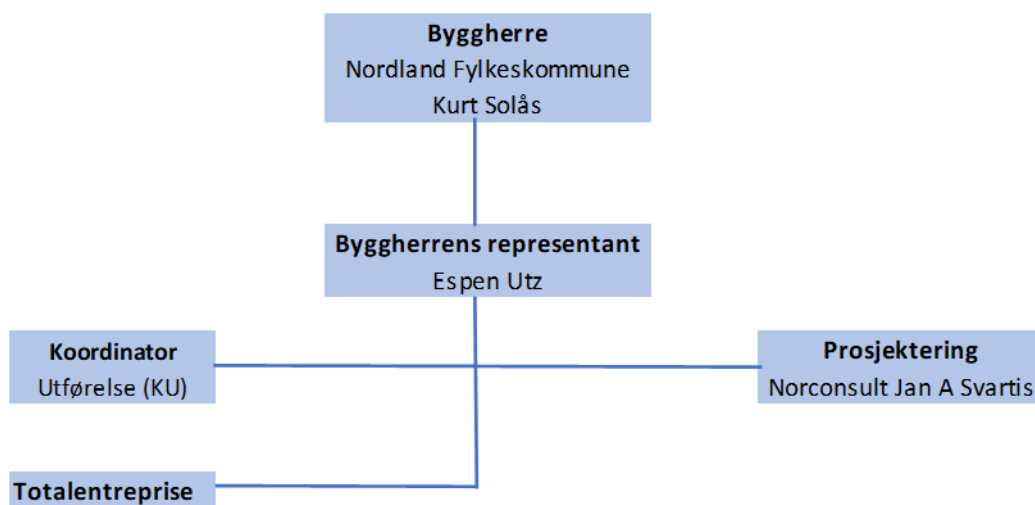 Byggherre
Nordland Fylkeskommune
Kurt Solås
Byggherrens representant
Espen Utz
Koordinator
Utførelse (KU)
Prosjektering
Norconsult Jan A Svartis
Totalentreprise